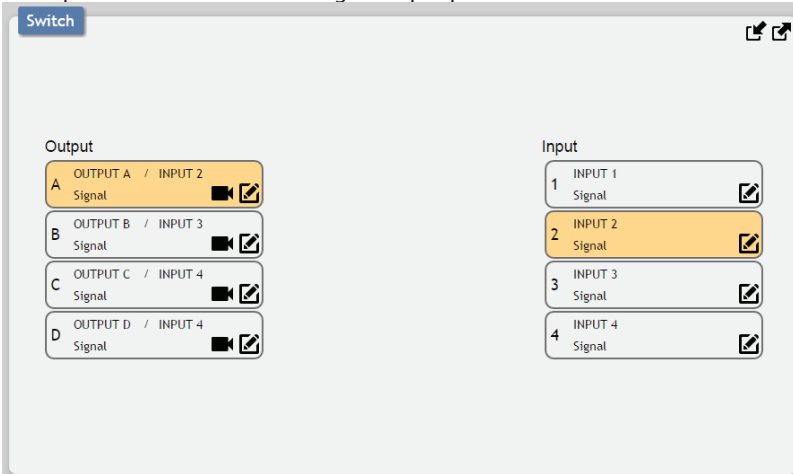 Switch
Output
A
OUTPUT A / INPUT 2
Signal
B
OUTPUT B / INPUT 3
Signal
C
OUTPUT C / INPUT 4
Signal
D
OUTPUT D / INPUT 4
Signal
Input
1
INPUT 1
Signal
2
INPUT 2
Signal
3
INPUT 3
Signal
4
INPUT 4
Signal